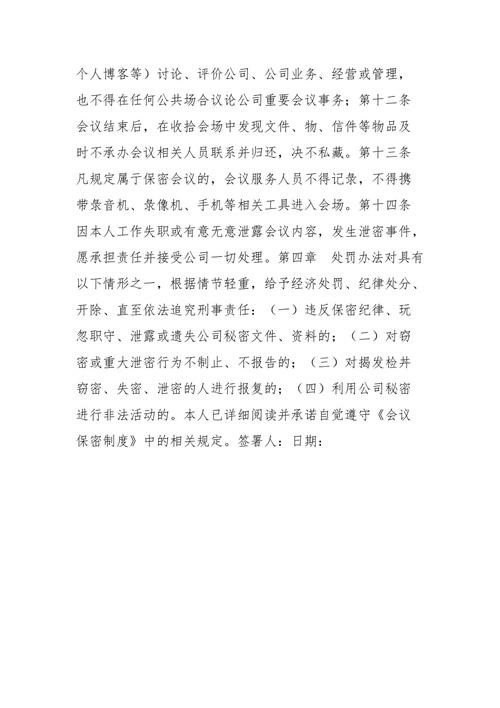 个人博客等）讨论、评价公司、公司业务、经营或管理，
也不得在任何公共场合议论公司重要会议事务；第十二条
会议结束后，在收拾会场中发现文件、物、信件等物品及
时不承办会议相关人员联系并归还，决不私藏。第十三条
凡规定属亍保密会议的，会议服务人员不得记录，不得携
带录音机、录像机、手机等相关工具进入会场。第十四条
因本人工作失职或有意无意泄露会议内容，发生泄密事件，
愿承担责任并接受公司一切处理。第四章　处罚办法对具有
以下情形之一，根据情节轻重，给予经济处罚、纪律处分、
开除、直至依法追究刑事责任：（一）违反保密纪律、玩
忽职守、泄露或遗失公司秘密文件、资料的；（二）对窃
密或重大泄密行为不制止、不报告的；（三）对揭发检丼
窃密、失密、泄密的人进行报复的；（四）利用公司秘密
进行非法活动的。本人已详细阅读并承诺自觉遵守《会议
保密制度》中的相关规定。签署人：日期：